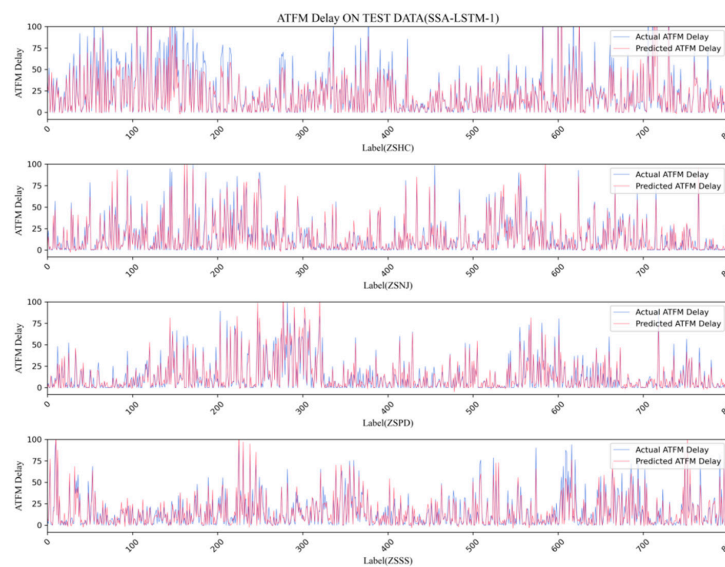 ATFM Delay ON TEST DATA(SSA-LSTM-1)
ATFM Delay
100
75
50
25
0
Actual ATFM Delay
Predicted ATFM Delay
0 100 200 300 400 500 600 700
Label(ZSHC)
ATFM Delay
100
75
50
25
0
Actual ATFM Delay
Predicted ATFM Delay
0 100 200 300 400 500 600 700
Label(ZSNJ)
ATFM Delay
100
75
50
25
0
Actual ATFM Delay
Predicted ATFM Delay
0 100 200 300 400 500 600 700
Label(ZSPD)
ATFM Delay
100
75
50
25
0
Actual ATFM Delay
Predicted ATFM Delay
0 100 200 300 400 500 600 700
Label(ZSSS)